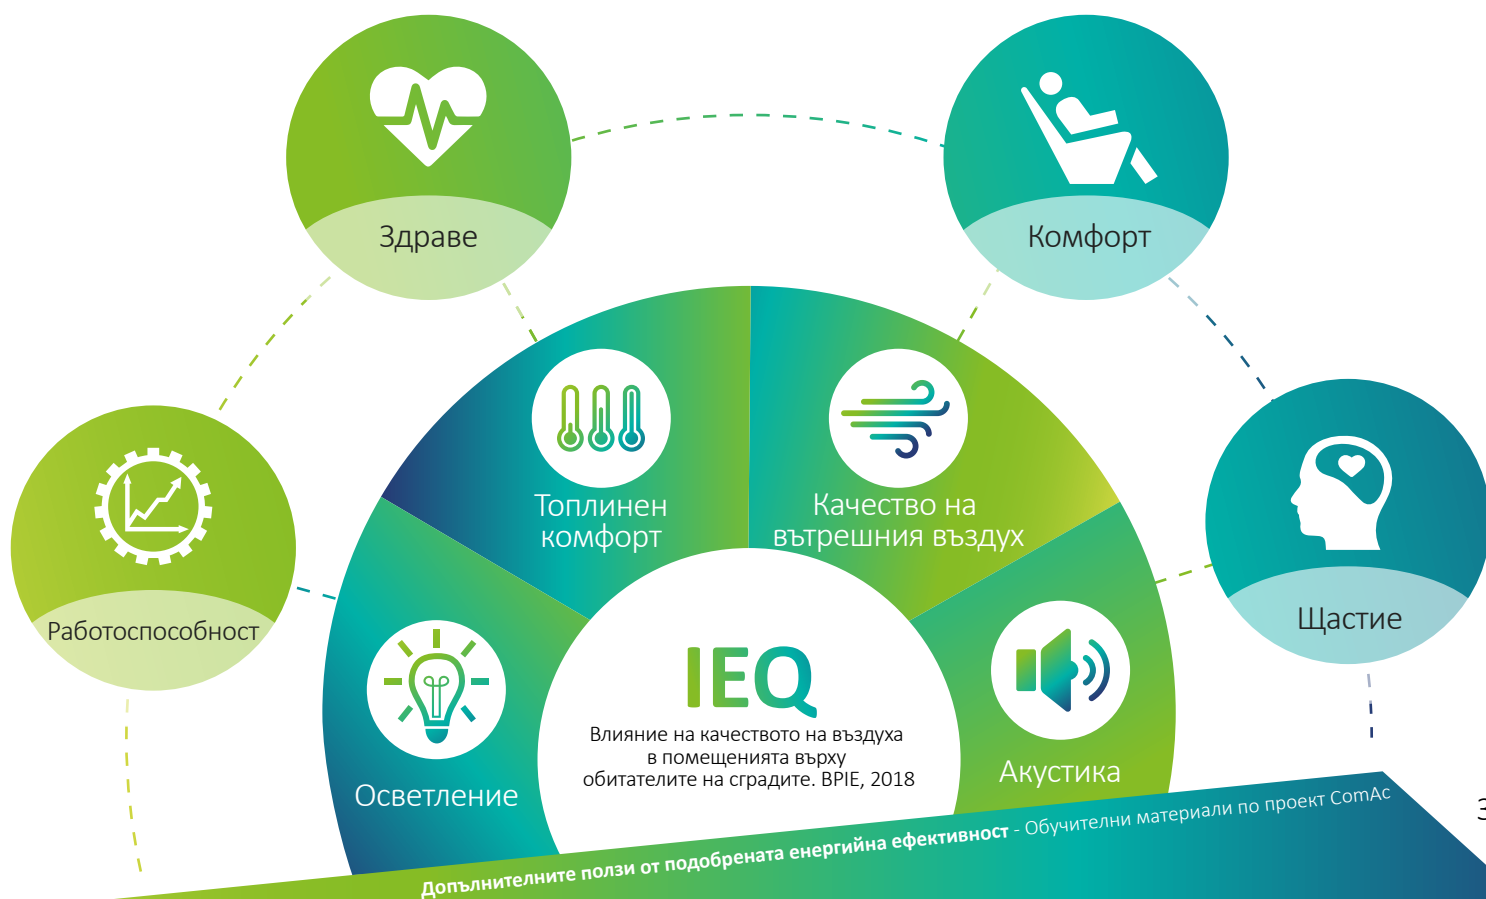 Здраве
Комфорт
Топлинен
комфорт
Качество на
вътрешния въздух
Работоспособност
Щастие
IEQ
Влияние на качеството на въздуха
в помещенията върху
обитателите на сградите. BPIE, 2018
Осветление
Акустика
Допълнителните ползи от подобрената енергийна ефективност - Обучителни материали по проект ComAc